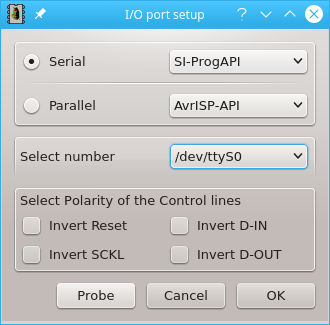 I/O port setup
Serial SI-ProgAPI
Parallel AvrISP-API
Select number /dev/ttyS0
Select Polarity of the Control lines
Invert Reset Invert D-IN
Invert SCKL Invert D-OUT
Probe Cancel OK